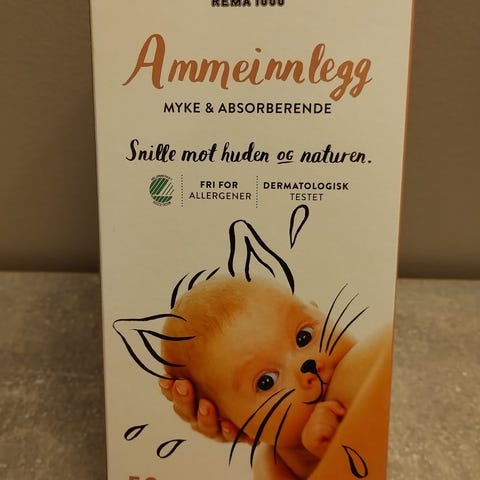 REMA 1000
Ammeinnlegg
MYKE & ABSORBERENDE
Snille mot huden og naturen.
FRI FOR
ALLERGENER
DERMATOLOGISK
TESTET